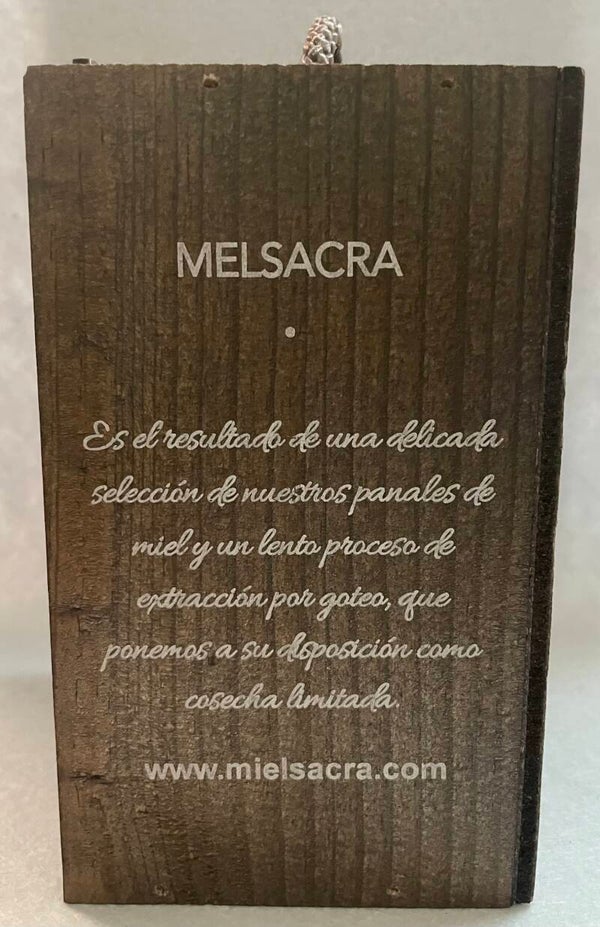 MELSACRA
Es el resultado de una delicada
selección de nuestros panales de
miel y un lento proceso de
extracción por goteo, que
ponemos a su disposición como
cosecha limitada.
www.mielsacra.com